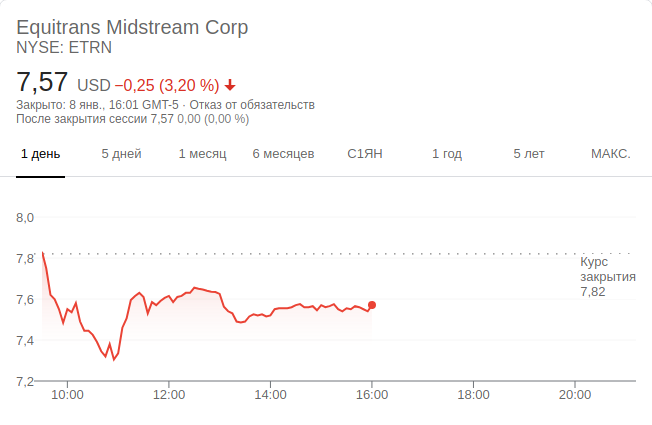 Equitrans Midstream Corp
NYSE: ETRN
7,57 USD −0,25 (3,20 %) ↓
Закрыто: 8 янв., 16:01 GMT-5 · Отказ от обязательств
После закрытия сессии 7,57 0,00 (0,00 %)
1 день 5 дней 1 месяц 6 месяцев С1ЯН 1 год 5 лет МАКС.
8,0
7,8
Курс
закрытия
7,82
7,6
7,4
7,2
10:00 12:00 14:00 16:00 18:00 20:00